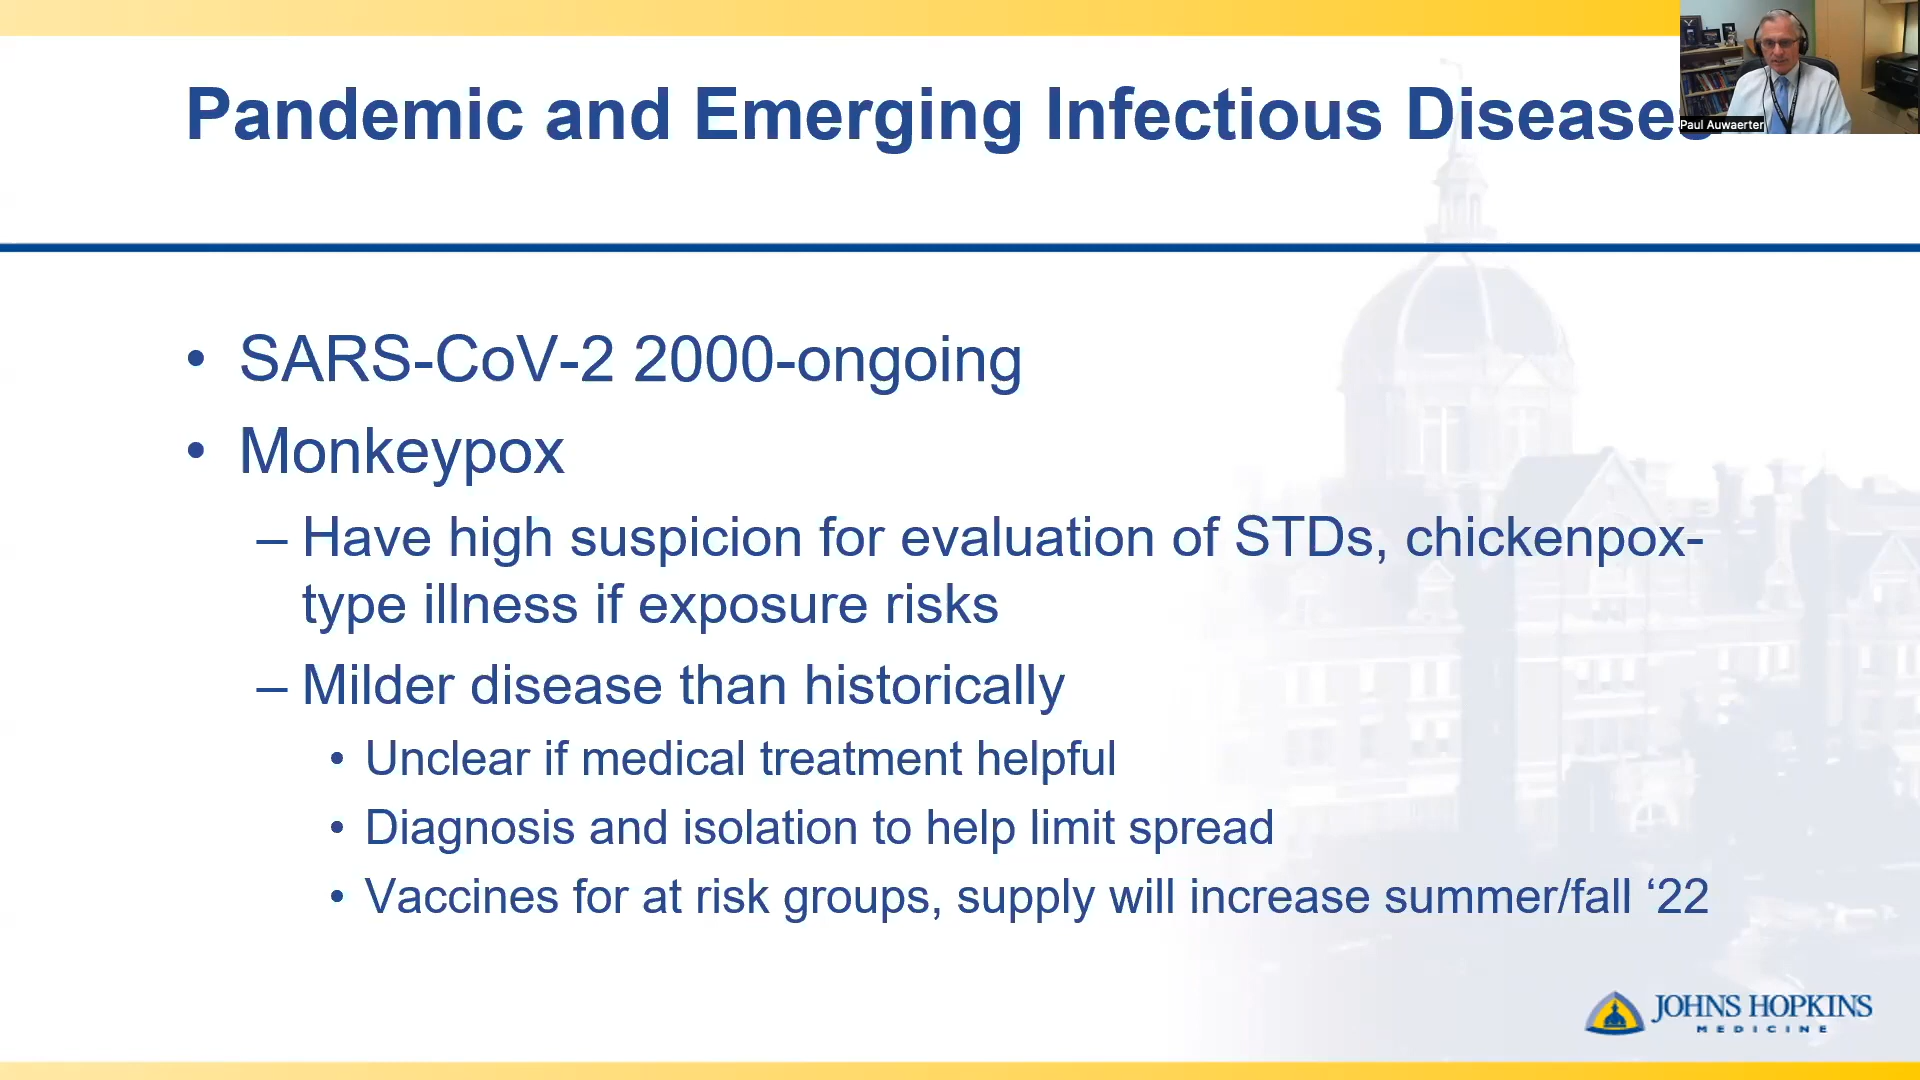 Pandemic and Emerging Infectious Diseases
Paul Auwaerter
• SARS-CoV-2 2000-ongoing
• Monkeypox
– Have high suspicion for evaluation of STDs, chickenpox-
type illness if exposure risks
– Milder disease than historically
• Unclear if medical treatment helpful
• Diagnosis and isolation to help limit spread
• Vaccines for at risk groups, supply will increase summer/fall ‘22
JOHNS HOPKINS
MEDICINE